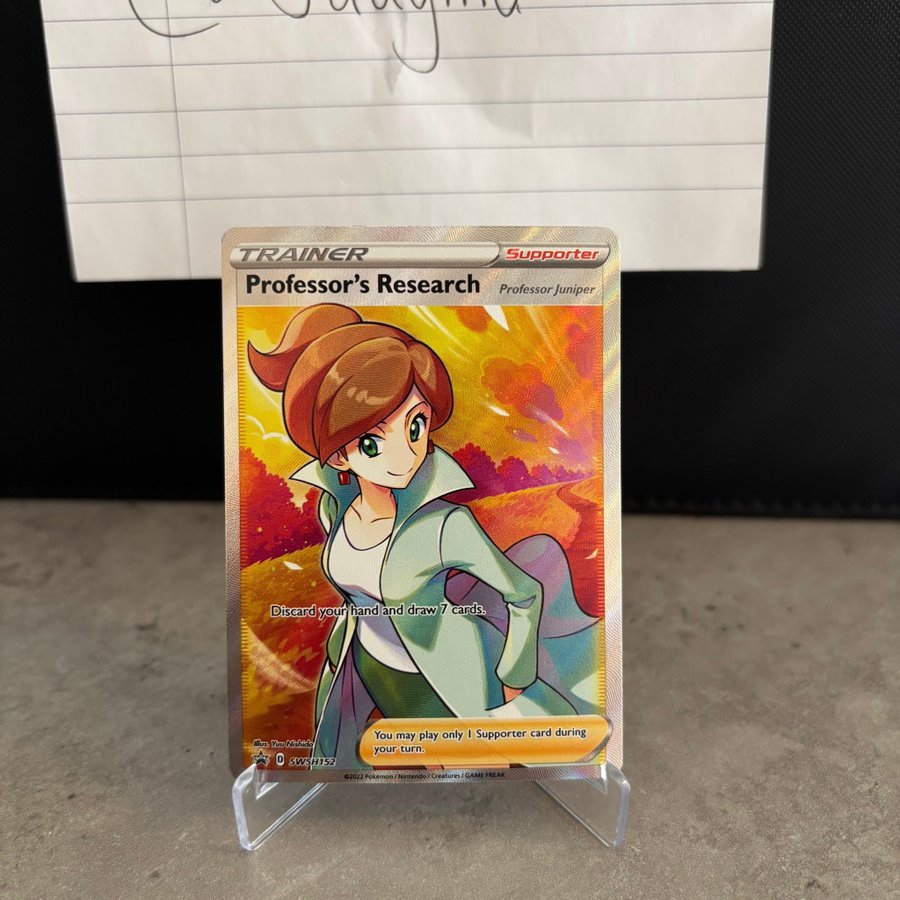 TRAINER
Supporter
Professor's Research
Professor Juniper
Discard your hand and draw 7 cards.
You may play only 1 Supporter card during
your turn.
Illus. Yuu Nishida
D SWSH152
©2022 Pokémon / Nintendo / Creatures / GAME FREAK